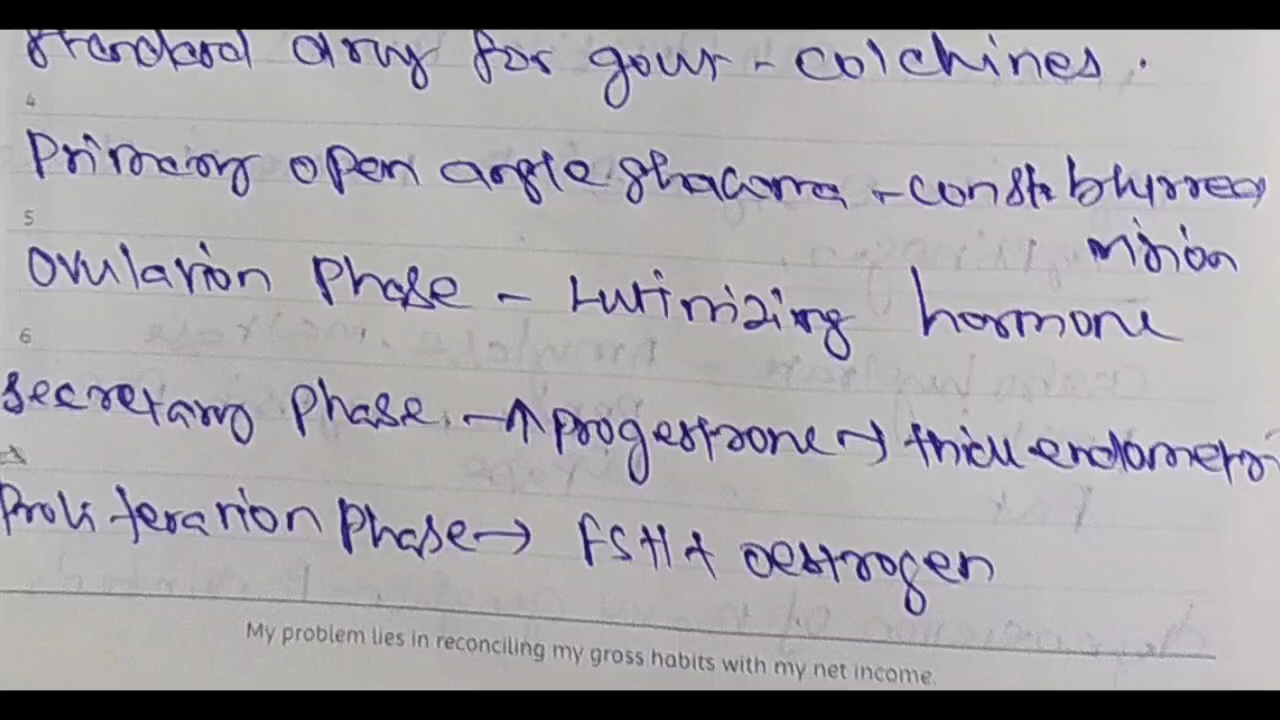 standard drug for gout - colchines.
4
Primary open angle glaucoma - const. blurred
5
vision
ovulation phase - Lutinizing hormone
6
secretary phase. - ↑ progestrone → thick endometri
Proliferation phase → FSH + oestrogen
My problem lies in reconciling my gross habits with my net income.